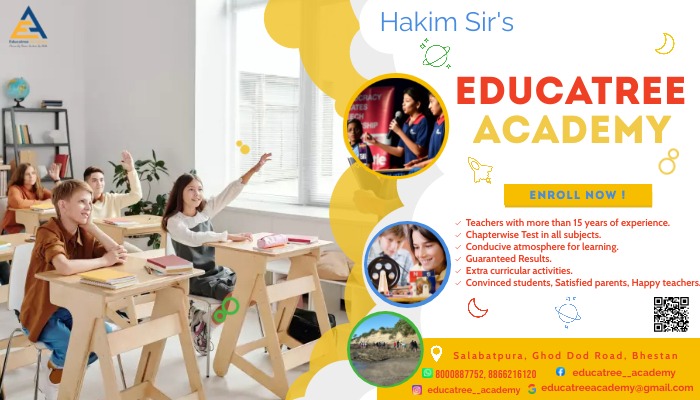 Hakim Sir's
EDUCATREE
ACADEMY
ENROLL NOW !
Teachers with more than 15 years of experience.
Chapterwise Test in all subjects.
Conducive atmosphere for learning.
Guaranteed Results.
Extra curricular activities.
Convinced students, Satisfied parents, Happy teachers.
Salabatpura, Ghod Dod Road, Bhestan
8000887752, 8866216120
educatree__academy
educatree__academy
educatreeacademy@gmail.com